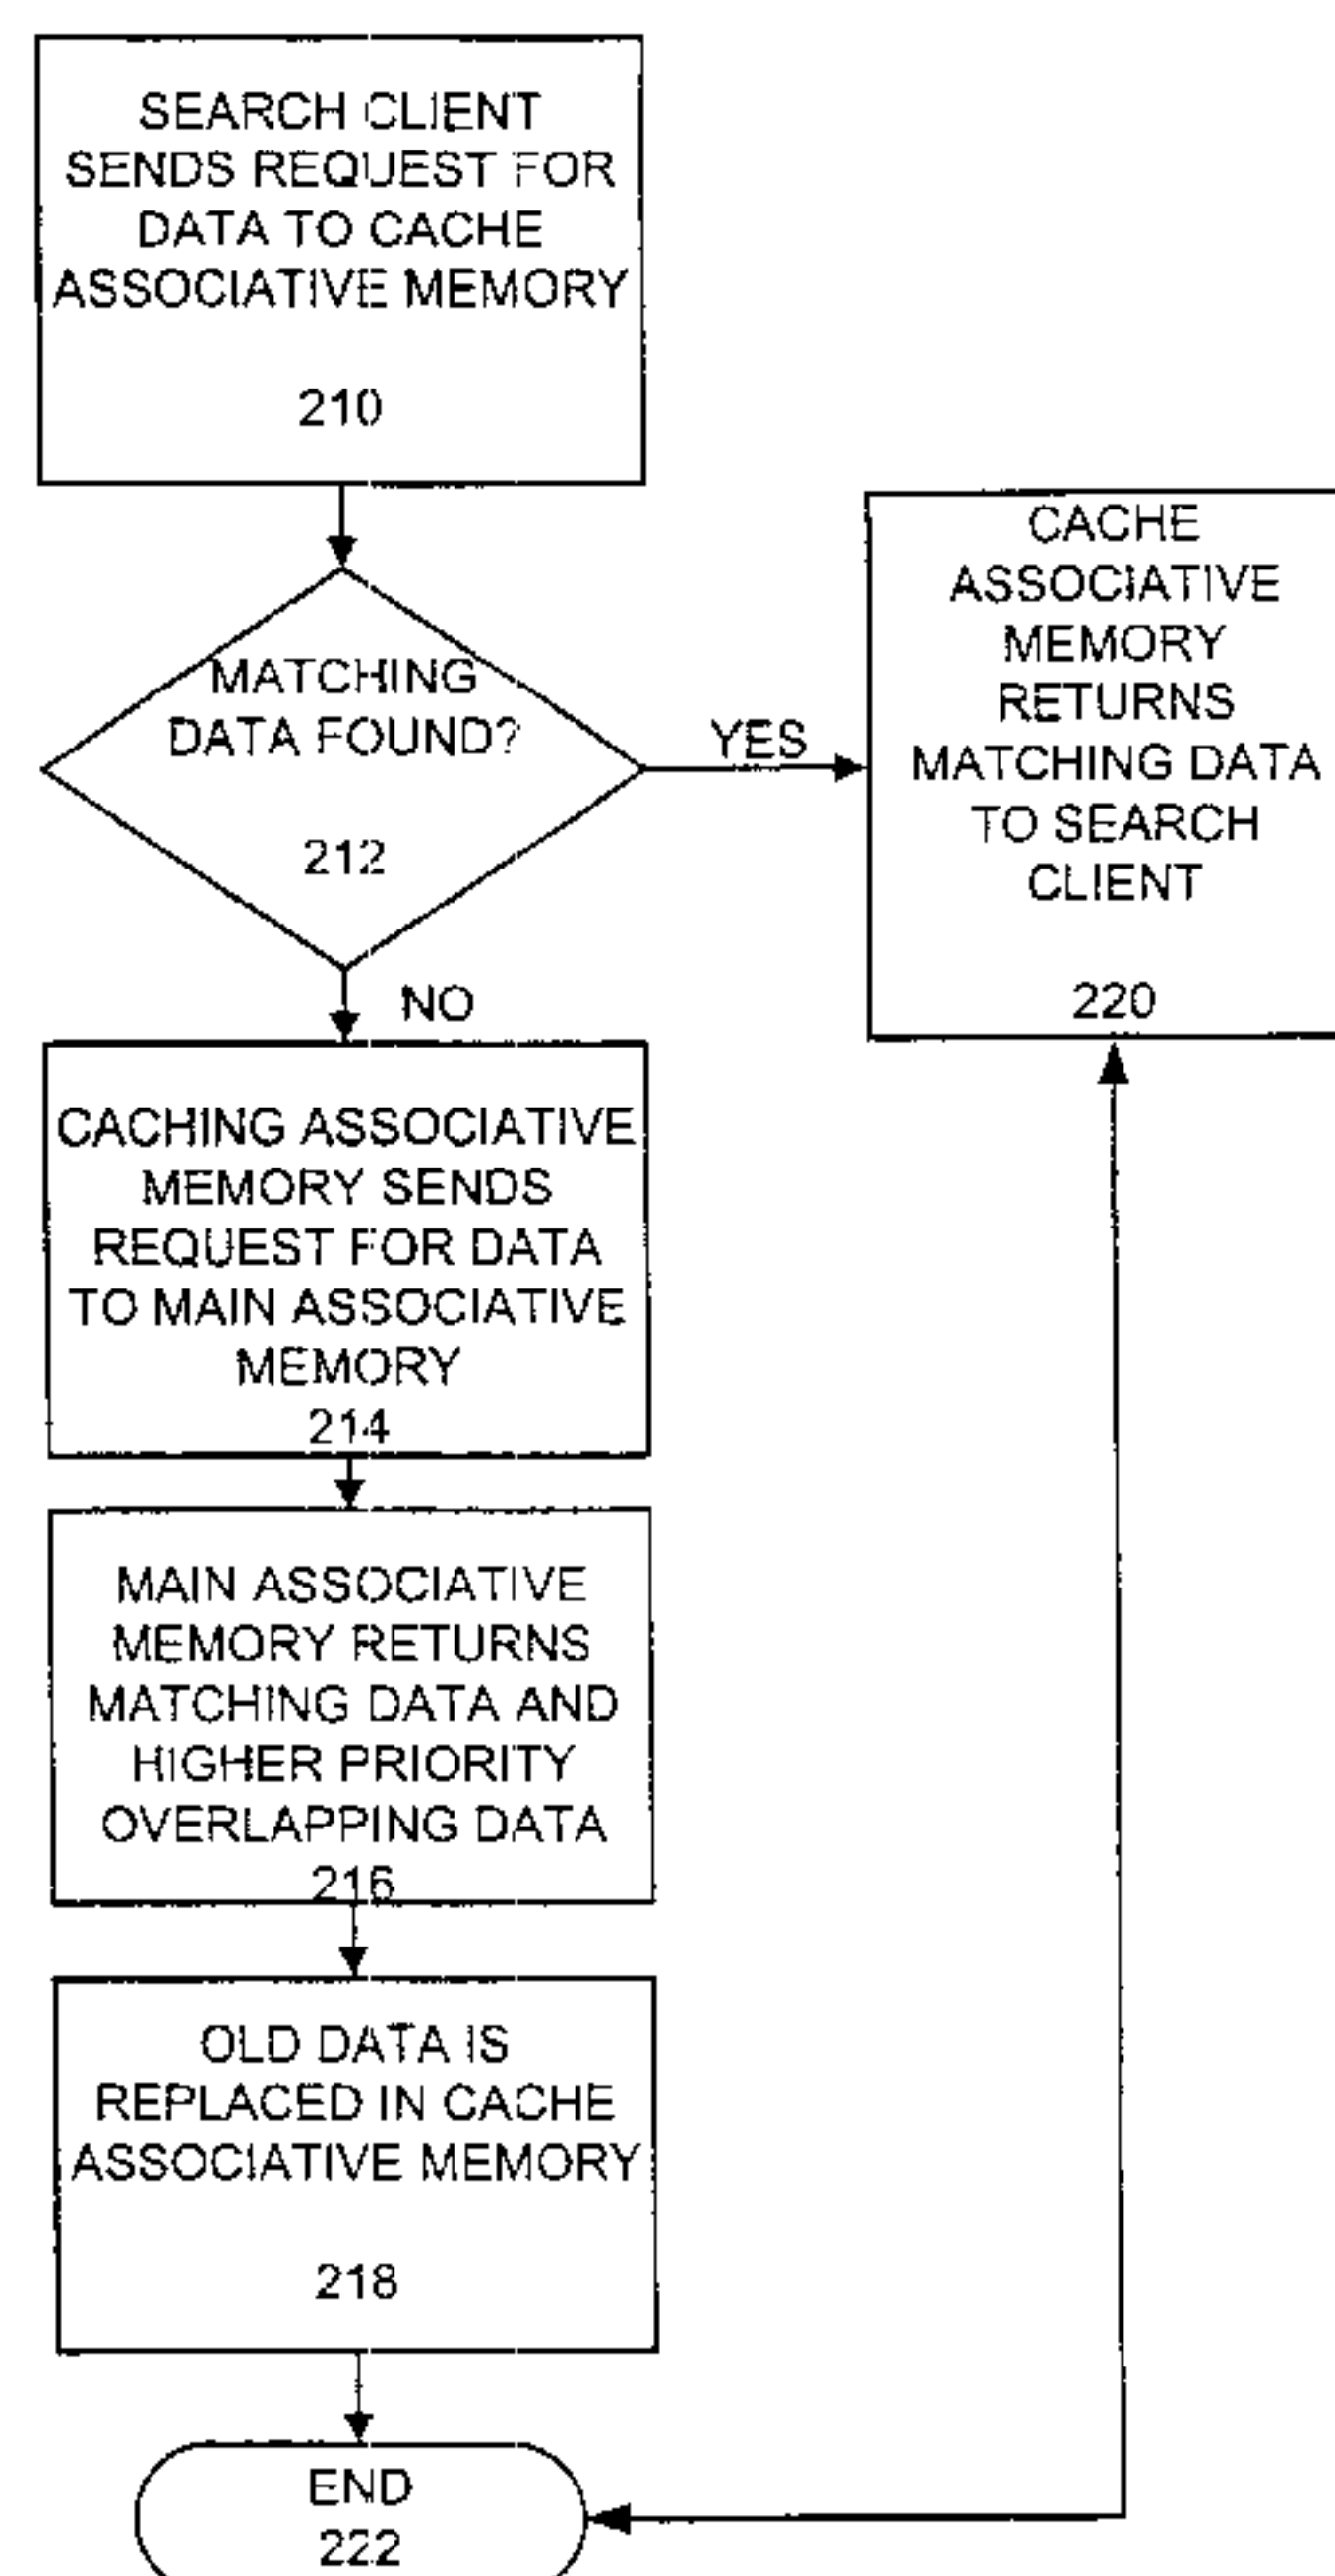 SEARCH CLIENT
SENDS REQUEST FOR
DATA TO CACHE
ASSOCIATIVE MEMORY
210
MATCHING
DATA FOUND?
212
YES
CACHE
ASSOCIATIVE
MEMORY
RETURNS
MATCHING DATA
TO SEARCH
CLIENT
220
NO
CACHING ASSOCIATIVE
MEMORY SENDS
REQUEST FOR DATA
TO MAIN ASSOCIATIVE
MEMORY
214
MAIN ASSOCIATIVE
MEMORY RETURNS
MATCHING DATA AND
HIGHER PRIORITY
OVERLAPPING DATA
216
OLD DATA IS
REPLACED IN CACHE
ASSOCIATIVE MEMORY
218
END
222